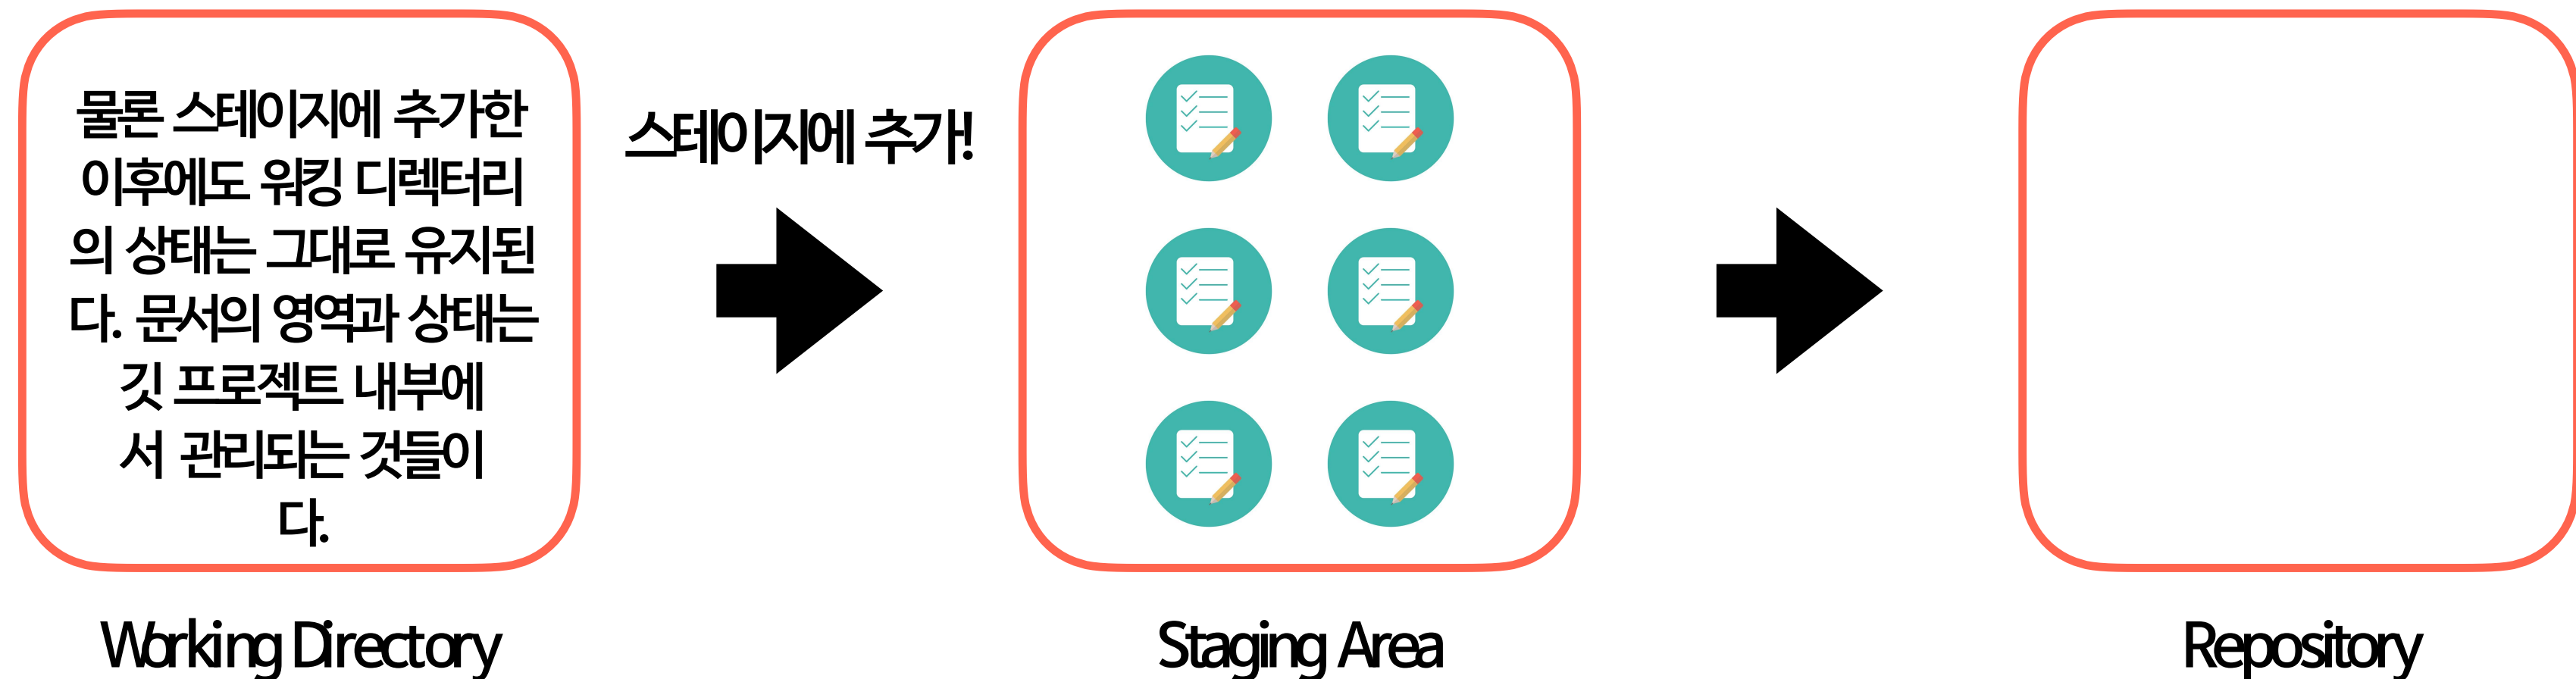 물론 스테이지에 추가한
이후에도 워킹 디렉터리
의 상태는 그대로 유지된
다. 문서의 영역과 상태는
깃 프로젝트 내부에
서 관리되는 것들이
다.
스테이지에 추가!
Working Directory
Staging Area
Repository